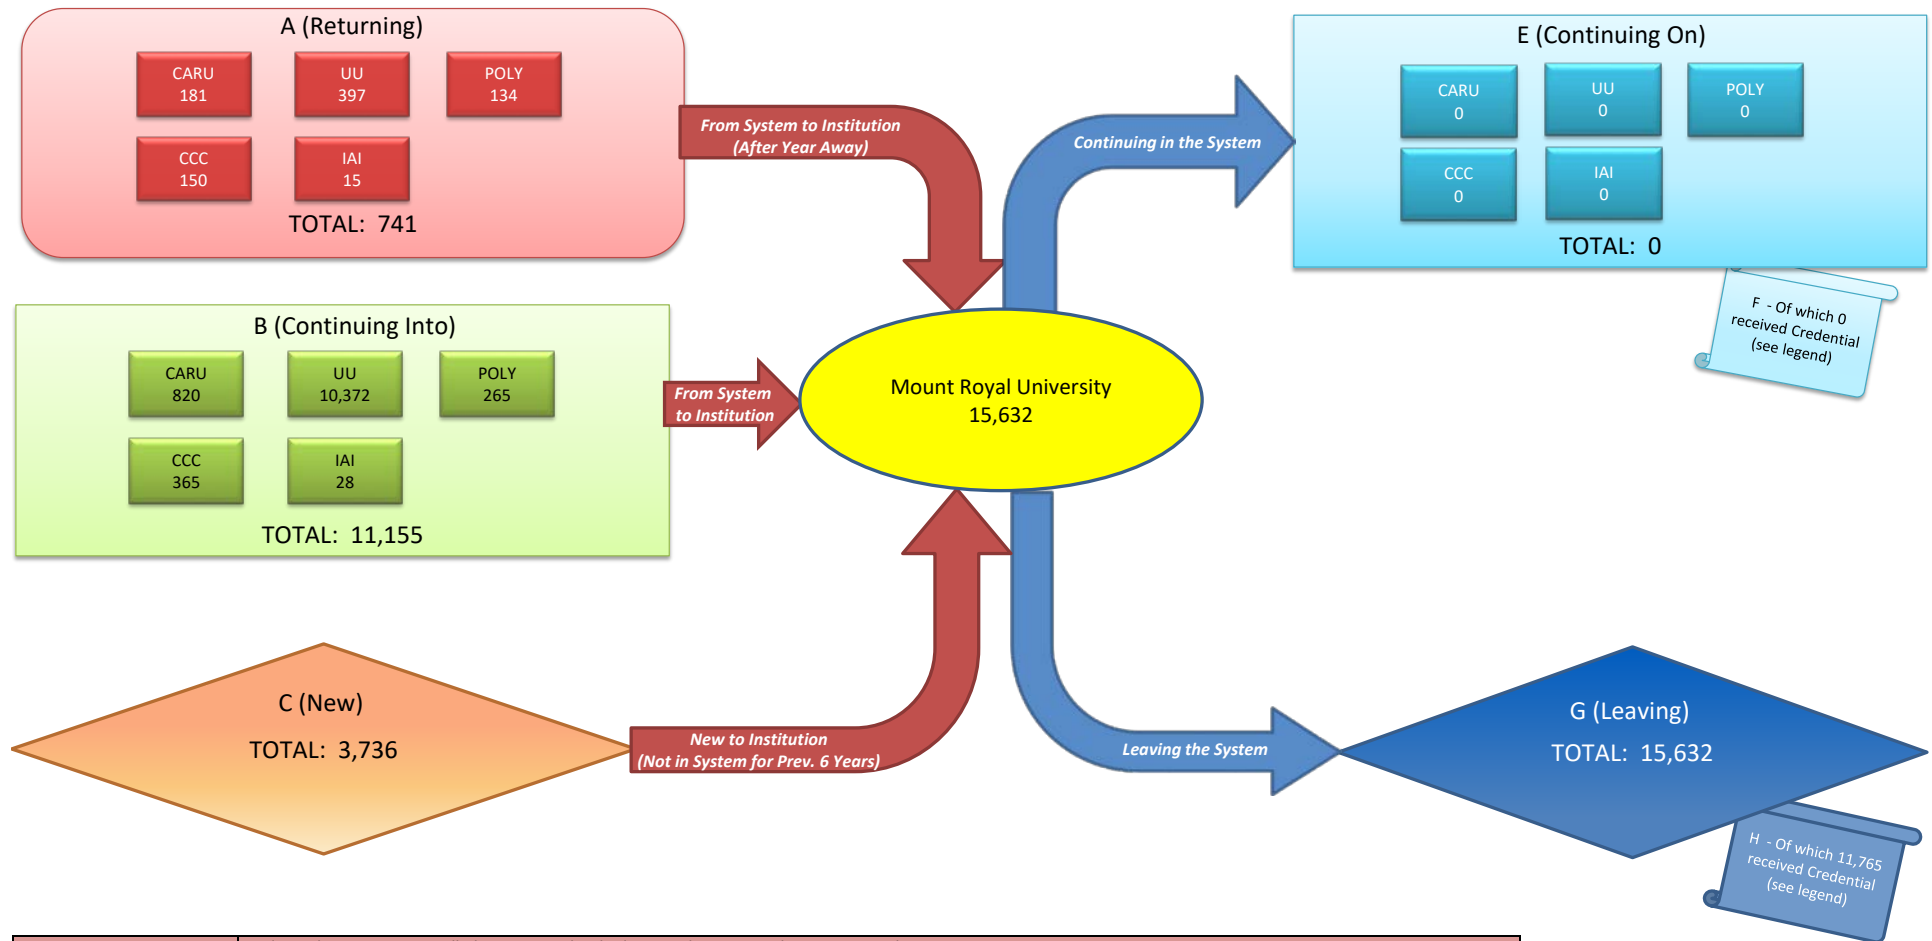 A (Returning)
CARU
181
UU
397
POLY
134
CCC
150
IAI
15
TOTAL: 741
From System to Institution
(After Year Away)
Continuing in the System
E (Continuing On)
CARU
0
UU
0
POLY
0
CCC
0
IAI
0
TOTAL: 0
F - Of which 0
received Credential
(see legend)
B (Continuing Into)
CARU
820
UU
10,372
POLY
265
CCC
365
IAI
28
TOTAL: 11,155
From System
to Institution
Mount Royal University
15,632
C (New)
TOTAL: 3,736
New to Institution
(Not in System for Prev. 6 Years)
Leaving the System
G (Leaving)
TOTAL: 15,632
H - Of which 11,765
received Credential
(see legend)